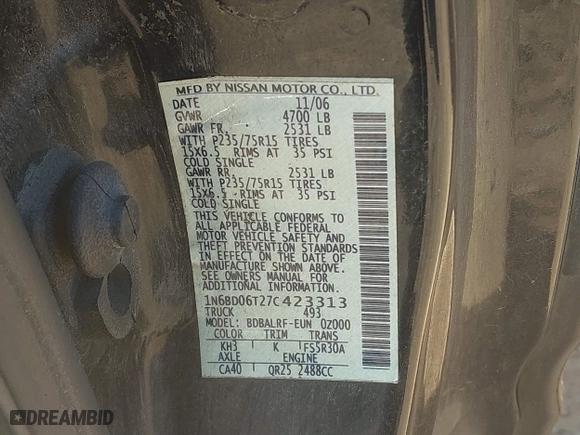 MFD BY NISSAN MOTOR CO., LTD.
DATE 11/06
GVWR 4700 LB
GAWR FR. 2531 LB
WITH P235/75R15 TIRES
15X6.5 RIMS AT 35 PSI
COLD SINGLE
GAWR RR. 2531 LB
WITH P235/75R15 TIRES
15X6.5 RIMS AT 35 PSI
COLD SINGLE
THIS VEHICLE CONFORMS TO
ALL APPLICABLE FEDERAL
MOTOR VEHICLE SAFETY AND
THEFT PREVENTION STANDARDS
IN EFFECT ON THE DATE OF
MANUFACTURE SHOWN ABOVE.
SEE OWNERS MANUAL FOR
ADDITIONAL INFORMATION.
1N6BD06T27C423313
TRUCK 493
MODEL: BDBALRF-EUN QZ000
COLOR TRIM TRANS
KH3 K FS5R30A
AXLE ENGINE
CA40 QR25 2488CC
DREAMBID